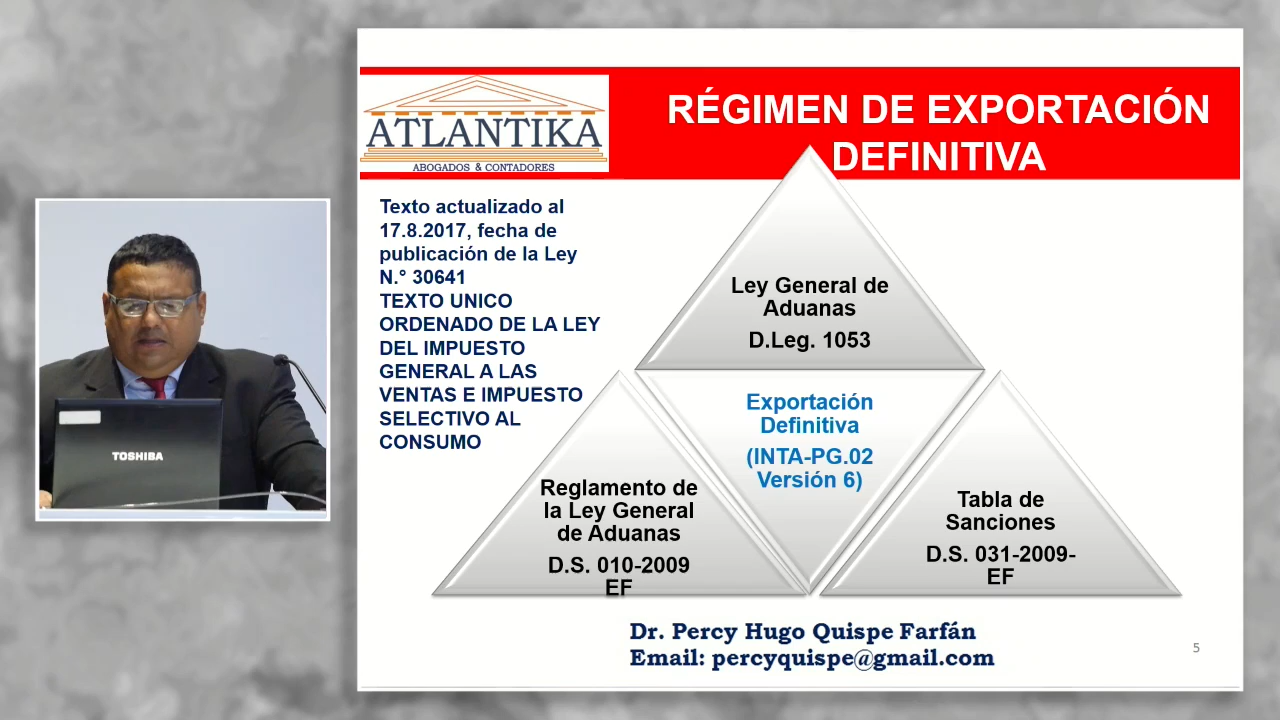 ATLANTIKA
ABOGADOS & CONTADORES
RÉGIMEN DE EXPORTACIÓN
DEFINITIVA
Texto actualizado al
17.8.2017, fecha de
publicación de la Ley
N.° 30641
TEXTO UNICO
ORDENADO DE LA LEY
DEL IMPUESTO
GENERAL A LAS
VENTAS E IMPUESTO
SELECTIVO AL
CONSUMO
Ley General de
Aduanas
D.Leg. 1053
Exportación
Definitiva
(INTA-PG.02
Versión 6)
Reglamento de
la Ley General
de Aduanas
D.S. 010-2009
EF
Tabla de
Sanciones
D.S. 031-2009-
EF
TOSHIBA
Dr. Percy Hugo Quispe Farfán
Email: percyquispe@gmail.com
5